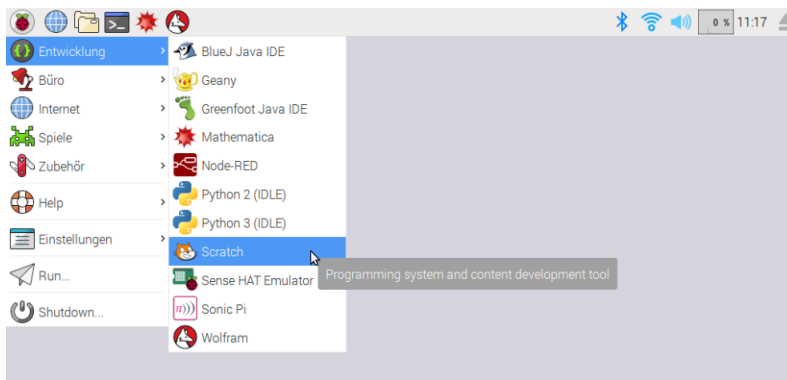 0 % 11:17
Entwicklung
Büro
Internet
Spiele
Zubehör
Help
Einstellungen
Run...
Shutdown...
BlueJ Java IDE
Geany
Greenfoot Java IDE
Mathematica
Node-RED
Python 2 (IDLE)
Python 3 (IDLE)
Scratch
Programming system and content development tool
Sense HAT Emulator
Sonic Pi
Wolfram